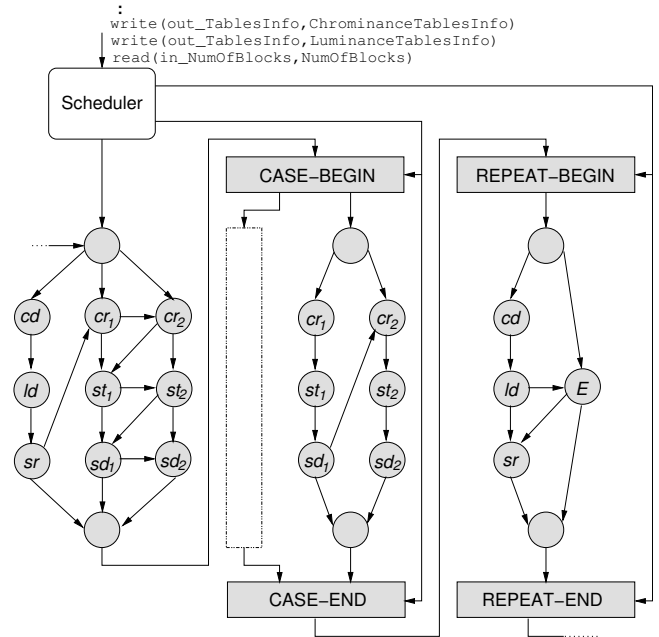 :
write(out_TablesInfo,ChrominanceTablesInfo)
write(out_TablesInfo,LuminanceTablesInfo)
read(in_NumOfBlocks,NumOfBlocks)
Scheduler
CASE−BEGIN
REPEAT−BEGIN
cd
cr1
cr2
cr1
cr2
cd
ld
st1
st2
st1
st2
ld
E
sr
sd1
sd2
sd1
sd2
sr
CASE−END
REPEAT−END